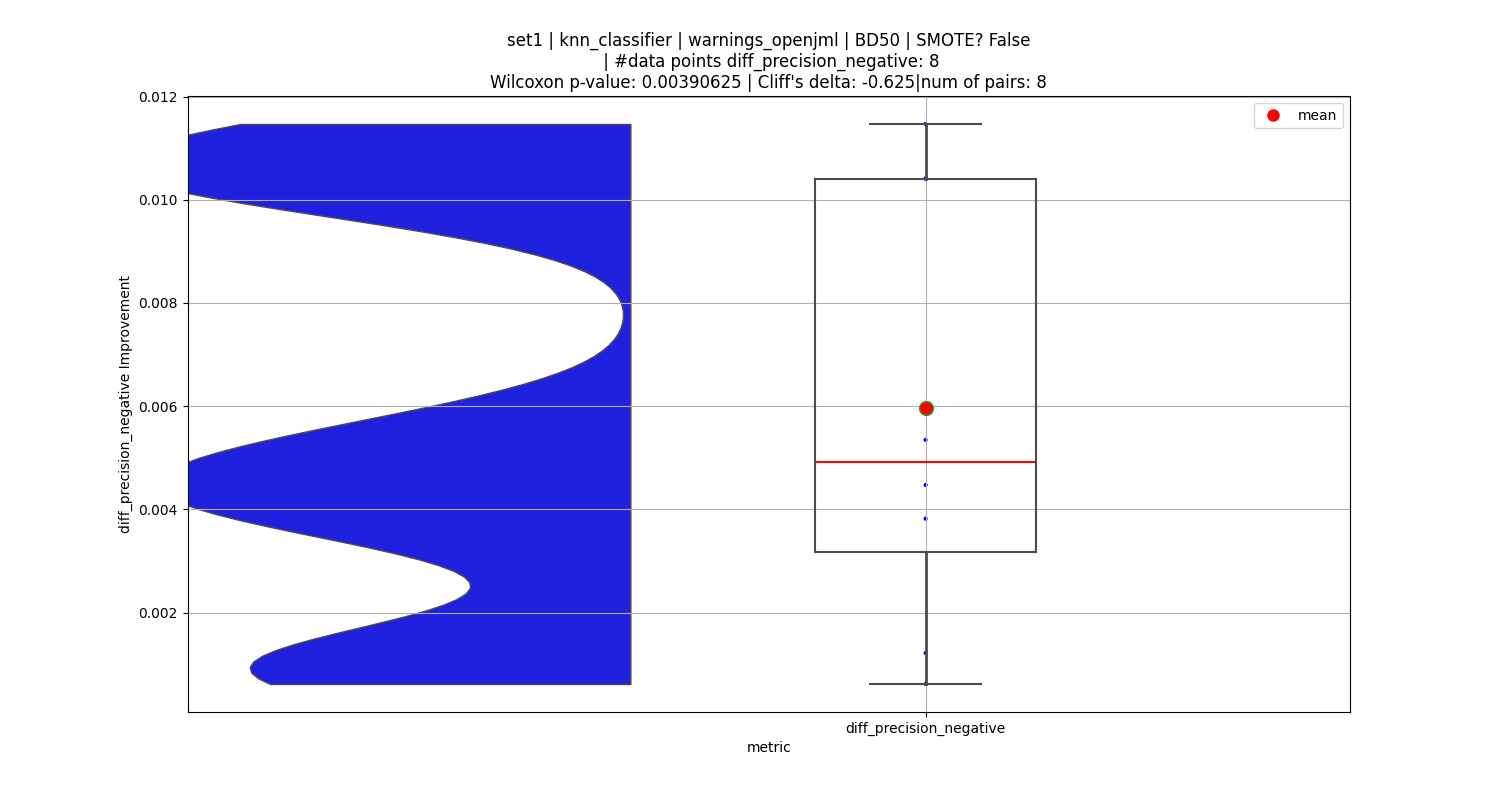 set1 | knn_classifier | warnings_openjml | BD50 | SMOTE? False
| #data points diff_precision_negative: 8
Wilcoxon p-value: 0.00390625 | Cliff's delta: -0.625|num of pairs: 8
mean
0.012
0.010
0.008
0.006
0.004
0.002
diff_precision_negative Improvement
diff_precision_negative
metric